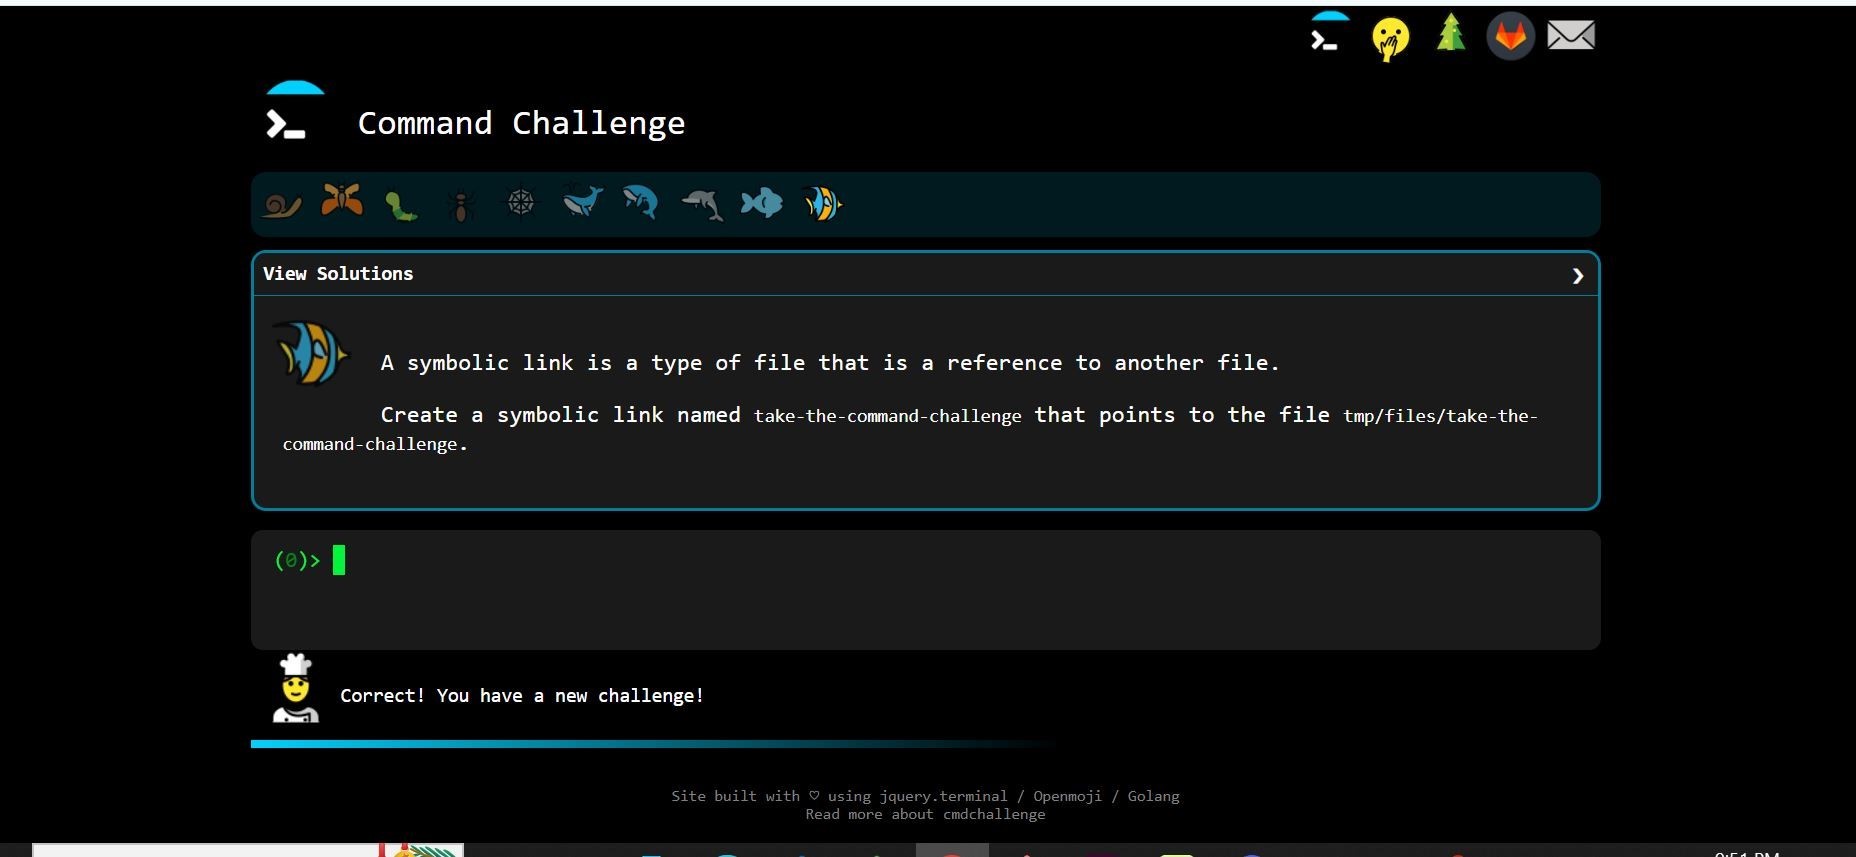 Command Challenge
View Solutions
A symbolic link is a type of file that is a reference to another file.
Create a symbolic link named take-the-command-challenge that points to the file tmp/files/take-the-
command-challenge.
(0)>
Correct! You have a new challenge!
Site built with ♡ using jquery.terminal / Openmoji / Golang
Read more about cmdchallenge